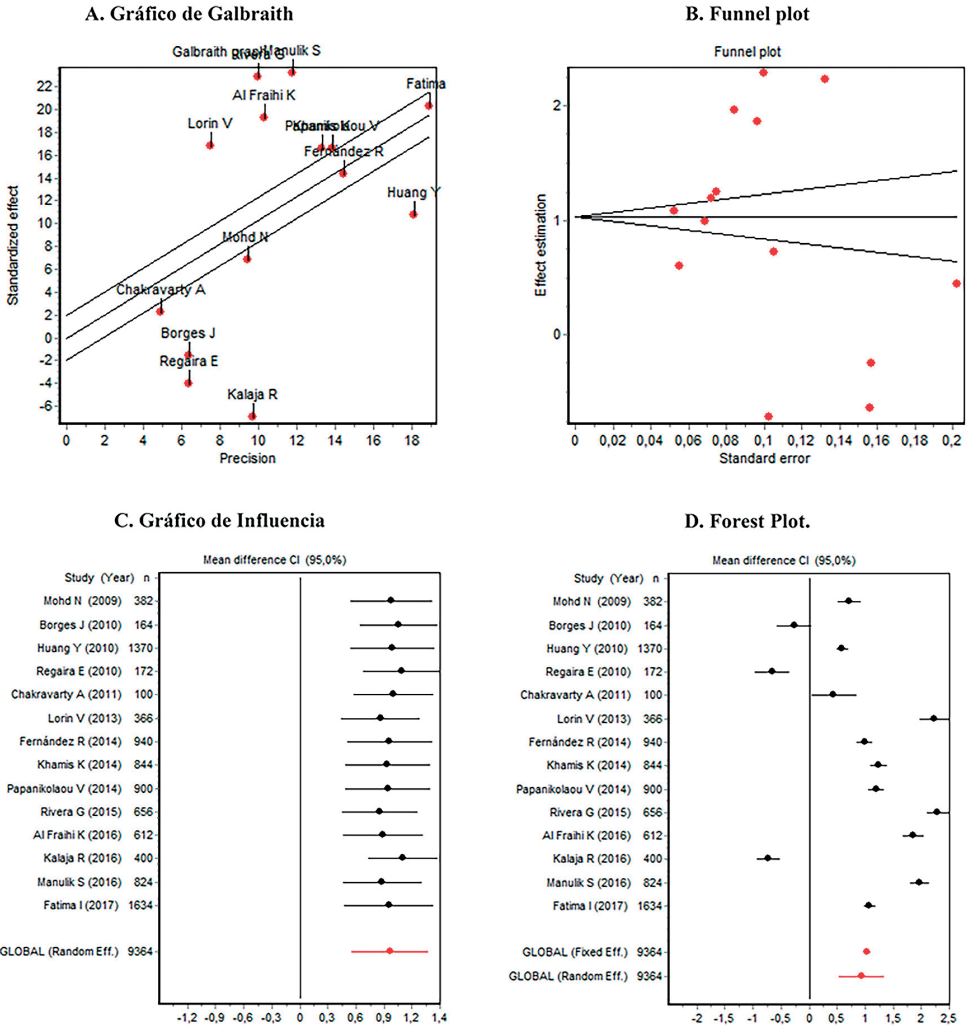 A. Gráfico de Galbraith
Galbraith graph
Rivera G
Manulik S
Al Fraihi K
Fatima
Lorin V
Papanikolaou V
Khamis K
Fernández R
Huang Y
Mohd N
Chakravarty A
Borges J
Regaira E
Kalaja R
Standardized effect
22
20
18
16
14
12
10
8
6
4
2
0
-2
-4
-6
0 2 4 6 8 10 12 14 16 18
Precision
B. Funnel plot
Funnel plot
Effect estimation
2
1
0
0 0,02 0,04 0,06 0,08 0,1 0,12 0,14 0,16 0,18 0,2
Standard error
C. Gráfico de Influencia
Mean difference CI (95,0%)
Study (Year) n
Mohd N (2009) 382
Borges J (2010) 164
Huang Y (2010) 1370
Regaira E (2010) 172
Chakravarty A (2011) 100
Lorin V (2013) 366
Fernández R (2014) 940
Khamis K (2014) 844
Papanikolaou V (2014) 900
Rivera G (2015) 656
Al Fraihi K (2016) 612
Kalaja R (2016) 400
Manulik S (2016) 824
Fatima I (2017) 1634
GLOBAL (Random Eff.) 9364
-1,2 -0,9 -0,6 -0,3 0 0,3 0,6 0,9 1,2 1,4
D. Forest Plot.
Mean difference CI (95,0%)
Study (Year) n
Mohd N (2009) 382
Borges J (2010) 164
Huang Y (2010) 1370
Regaira E (2010) 172
Chakravarty A (2011) 100
Lorin V (2013) 366
Fernández R (2014) 940
Khamis K (2014) 844
Papanikolaou V (2014) 900
Rivera G (2015) 656
Al Fraihi K (2016) 612
Kalaja R (2016) 400
Manulik S (2016) 824
Fatima I (2017) 1634
GLOBAL (Fixed Eff.) 9364
GLOBAL (Random Eff.) 9364
-2 -1,5 -1 -0,5 0 0,5 1 1,5 2 2,5